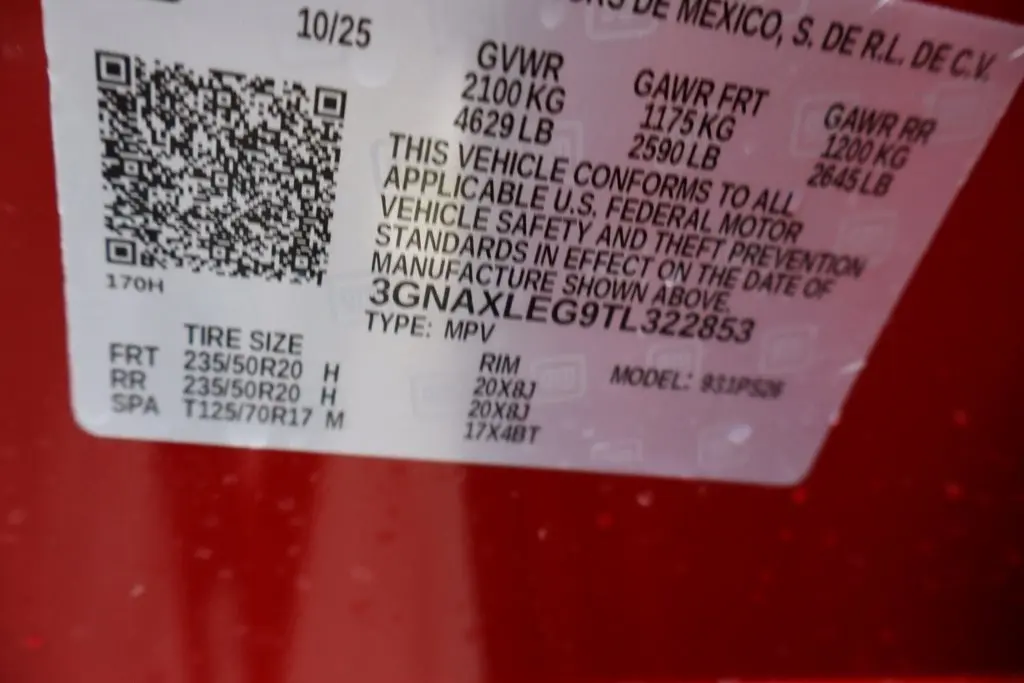 10/25
DE MEXICO, S. DE R.L. DE C.V.
GVWR GAWR FRT GAWR RR
2100 KG 1175 KG 1200 KG
4629 LB 2590 LB 2645 LB
THIS VEHICLE CONFORMS TO ALL
APPLICABLE U.S. FEDERAL MOTOR
VEHICLE SAFETY AND THEFT PREVENTION
STANDARDS IN EFFECT ON THE DATE OF
MANUFACTURE SHOWN ABOVE.
170H
3GNAXLEG9TL322853
TYPE: MPV
TIRE SIZE RIM MODEL:
FRT 235/50R20 H 20X8J
RR 235/50R20 H 20X8J
SPA T125/70R17 M 17X4BT